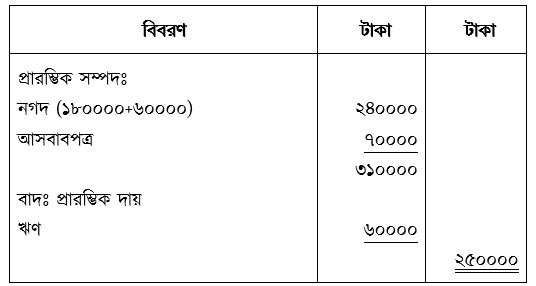 বিবরণ টাকা টাকা
প্রারম্ভিক সম্পদঃ
নগদ (১৮০০০০+৬০০০০) ২৪০০০০
আসবাবপত্র ৭০০০০
৩১০০০০
বাদঃ প্রারম্ভিক দায়
ঋণ ৬০০০০
২৫০০০০